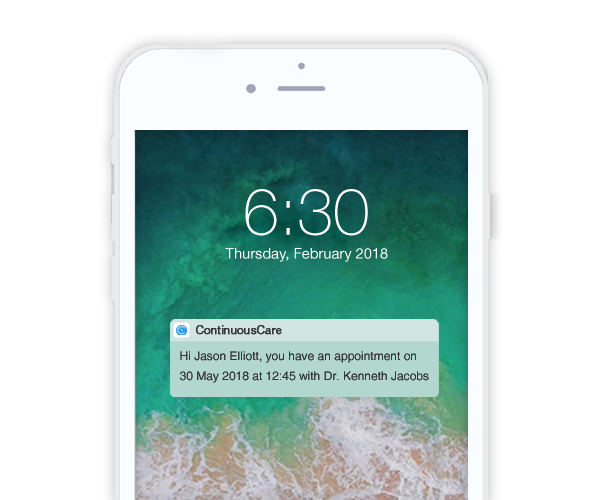 6:30
Thursday, February 2018
ContinuousCare
Hi Jason Elliott, you have an appointment on
30 May 2018 at 12:45 with Dr. Kenneth Jacobs